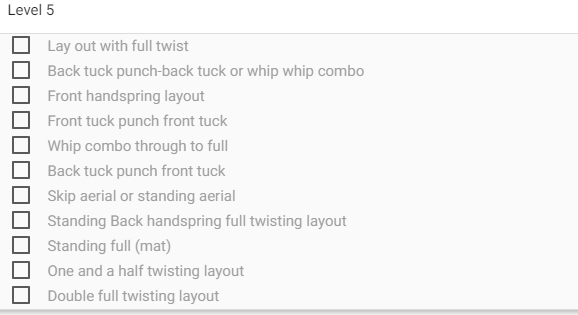 Level 5
Lay out with full twist
Back tuck punch-back tuck or whip whip combo
Front handspring layout
Front tuck punch front tuck
Whip combo through to full
Back tuck punch front tuck
Skip aerial or standing aerial
Standing Back handspring full twisting layout
Standing full (mat)
One and a half twisting layout
Double full twisting layout